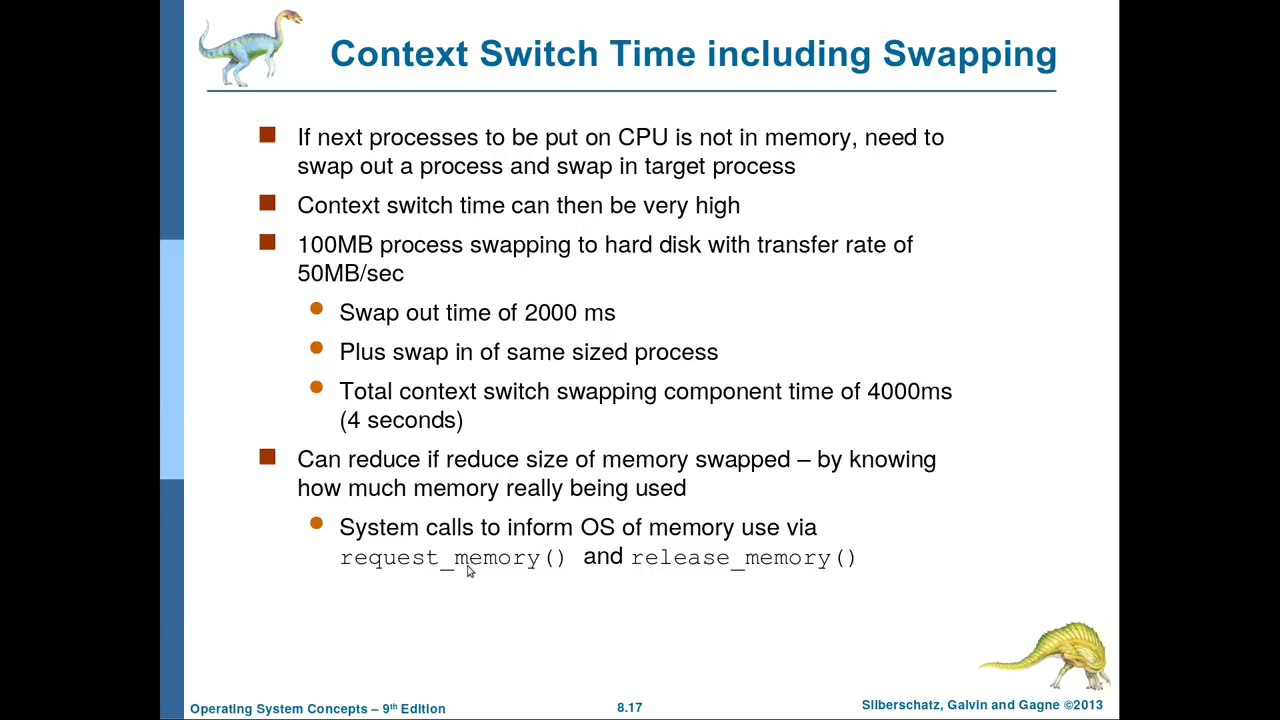 Context Switch Time including Swapping
If next processes to be put on CPU is not in memory, need to
swap out a process and swap in target process
Context switch time can then be very high
100MB process swapping to hard disk with transfer rate of
50MB/sec
Swap out time of 2000 ms
Plus swap in of same sized process
Total context switch swapping component time of 4000ms
(4 seconds)
Can reduce if reduce size of memory swapped – by knowing
how much memory really being used
System calls to inform OS of memory use via
request_memory() and release_memory()
Operating System Concepts – 9th Edition
8.17
Silberschatz, Galvin and Gagne ©2013